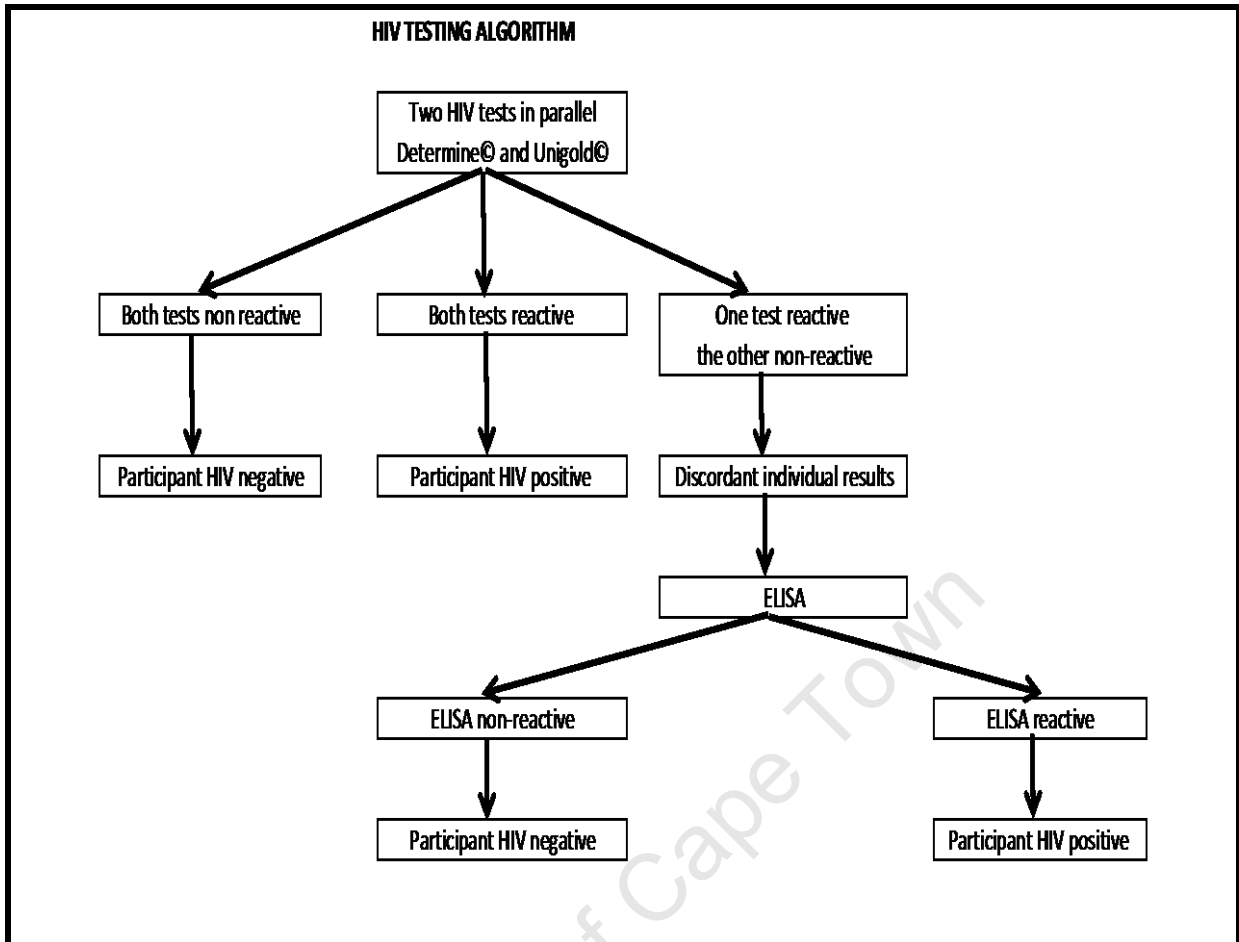 HIV TESTING ALGORITHM
Two HIV tests in parallel
Determine© and Unigold©
Both tests non reactive
Both tests reactive
One test reactive
the other non-reactive
Participant HIV negative
Participant HIV positive
Discordant individual results
ELISA
ELISA non-reactive
ELISA reactive
Participant HIV negative
Participant HIV positive
f Cape Town